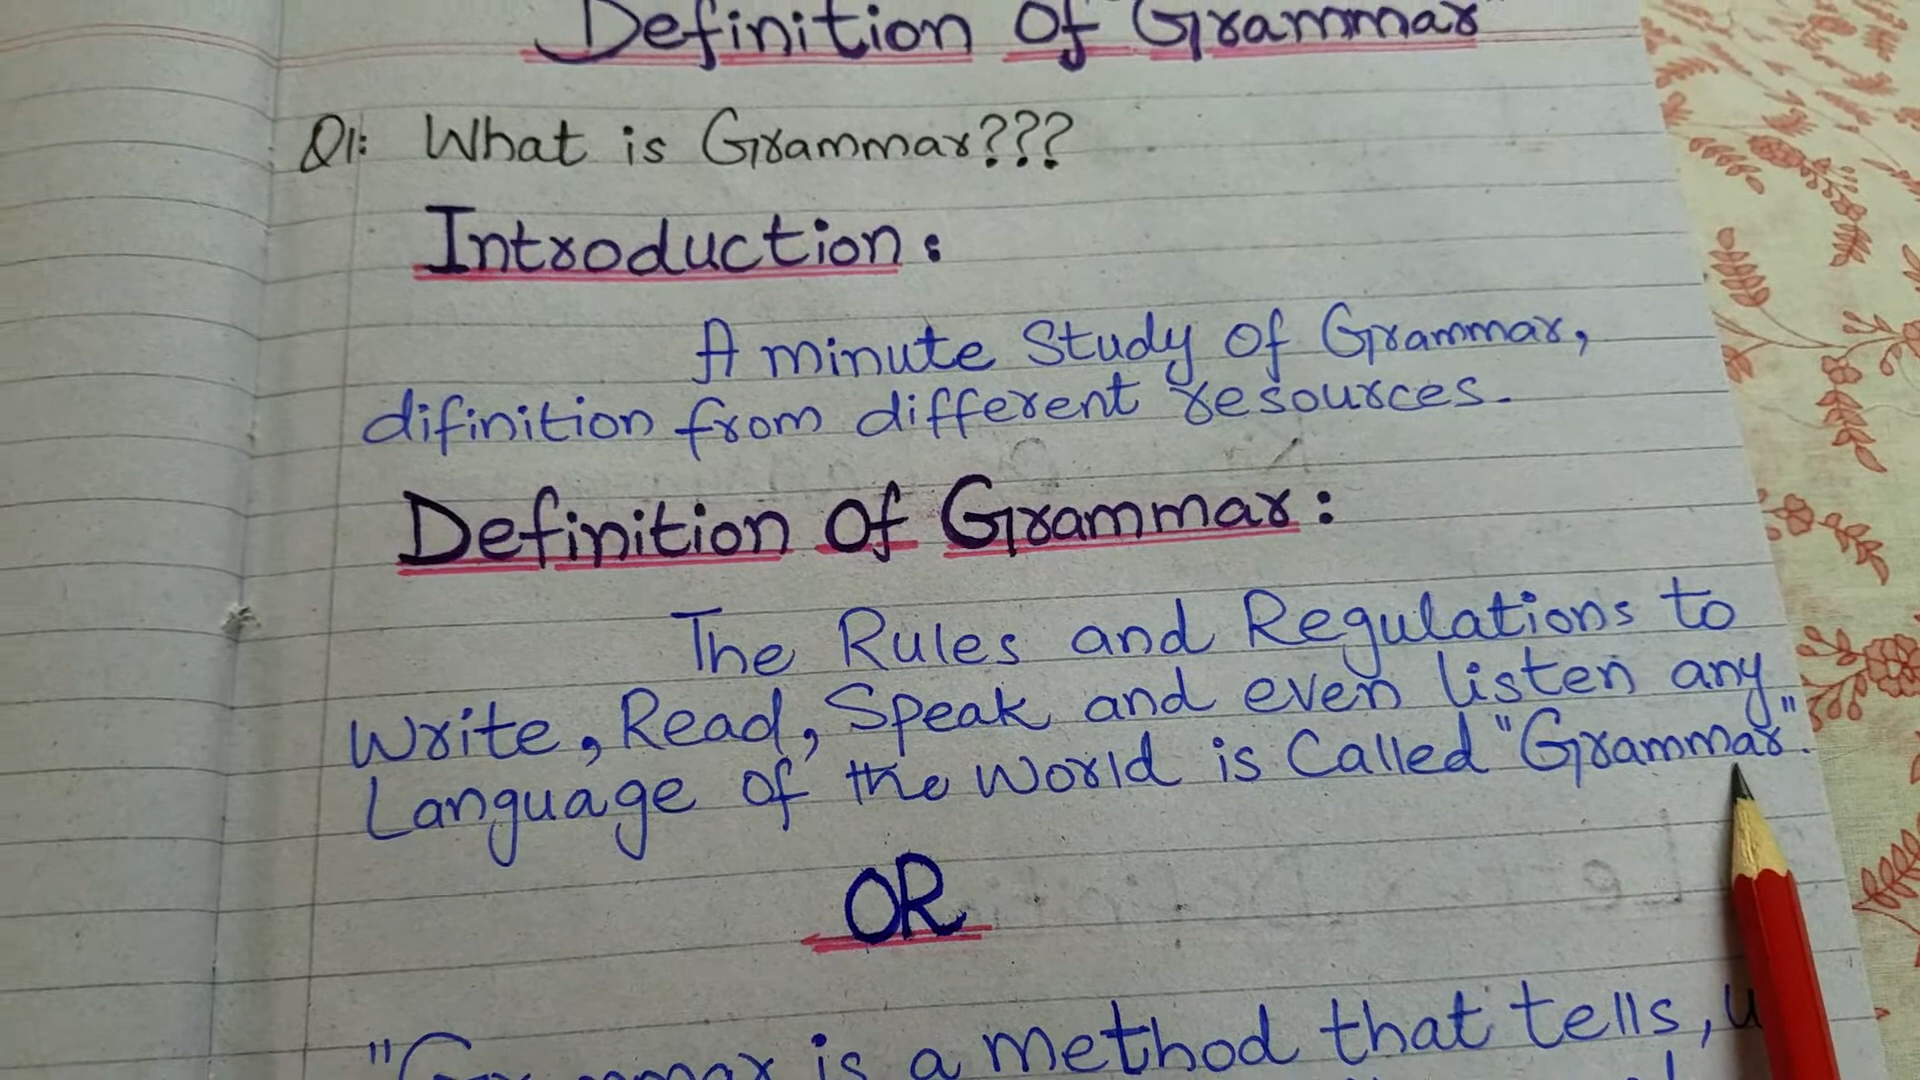 Definition Of Grammar
Q1: What is Grammar???
Introduction:
A minute Study of Grammar,
difinition from different resources.
Definition Of Grammar:
The Rules and Regulations to
Write, Read, Speak and even listen any
Language of the World is Called "Grammar".
OR
"Grammar is a method that tells,